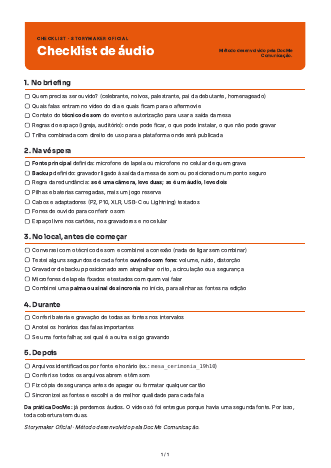 CHECKLIST · STORYMAKER OFICIAL
Checklist de áudio
Método desenvolvido pela DocMe
Comunicação.
1. No briefing
Quem precisa ser ouvido? (celebrante, noivos, palestrante, pai da debutante, homenageado)
Quais falas entram no vídeo do dia e quais ficam para o aftermovie
Contato do técnico de som do evento e autorização para usar a saída da mesa
Regras do espaço (igreja, auditório): onde pode ficar, o que pode instalar, o que não pode gravar
Trilha combinada com direito de uso para a plataforma onde será publicada
2. Na véspera
Fonte principal definida: microfone de lapela ou microfone no celular de quem grava
Backup definido: gravador ligado à saída da mesa de som ou posicionado num ponto seguro
Regra da redundância: se é uma câmera, leve duas; se é um áudio, leve dois
Pilhas e baterias carregadas, mais um jogo reserva
Cabos e adaptadores (P2, P10, XLR, USB-C ou Lightning) testados
Fones de ouvido para conferir o som
Espaço livre nos cartões, nos gravadores e no celular
3. No local, antes de começar
Conversei com o técnico de som e combinei a conexão (nada de ligar sem combinar)
Testei alguns segundos de cada fonte ouvindo com fone: volume, ruído, distorção
Gravador de backup posicionado sem atrapalhar o rito, a circulação ou a segurança
Microfones de lapela fixados e testados com quem vai falar
Combinei uma palma ou sinal de sincronia no início, para alinhar as fontes na edição
4. Durante
Conferi bateria e gravação de todas as fontes nos intervalos
Anotei os horários das falas importantes
Se uma fonte falhar, sei qual é a outra e sigo gravando
5. Depois
Arquivos identificados por fonte e horário (ex.: mesa_cerimonia_19h10)
Conferi se todos os arquivos abrem e têm som
Fiz cópia de segurança antes de apagar ou formatar qualquer cartão
Sincronizei as fontes e escolhi a de melhor qualidade para cada fala
Da prática DocMe: já perdemos áudios. O vídeo só foi entregue porque havia uma segunda fonte. Por isso,
toda cobertura tem duas.
Storymaker Oficial · Método desenvolvido pela DocMe Comunicação.
1 / 1